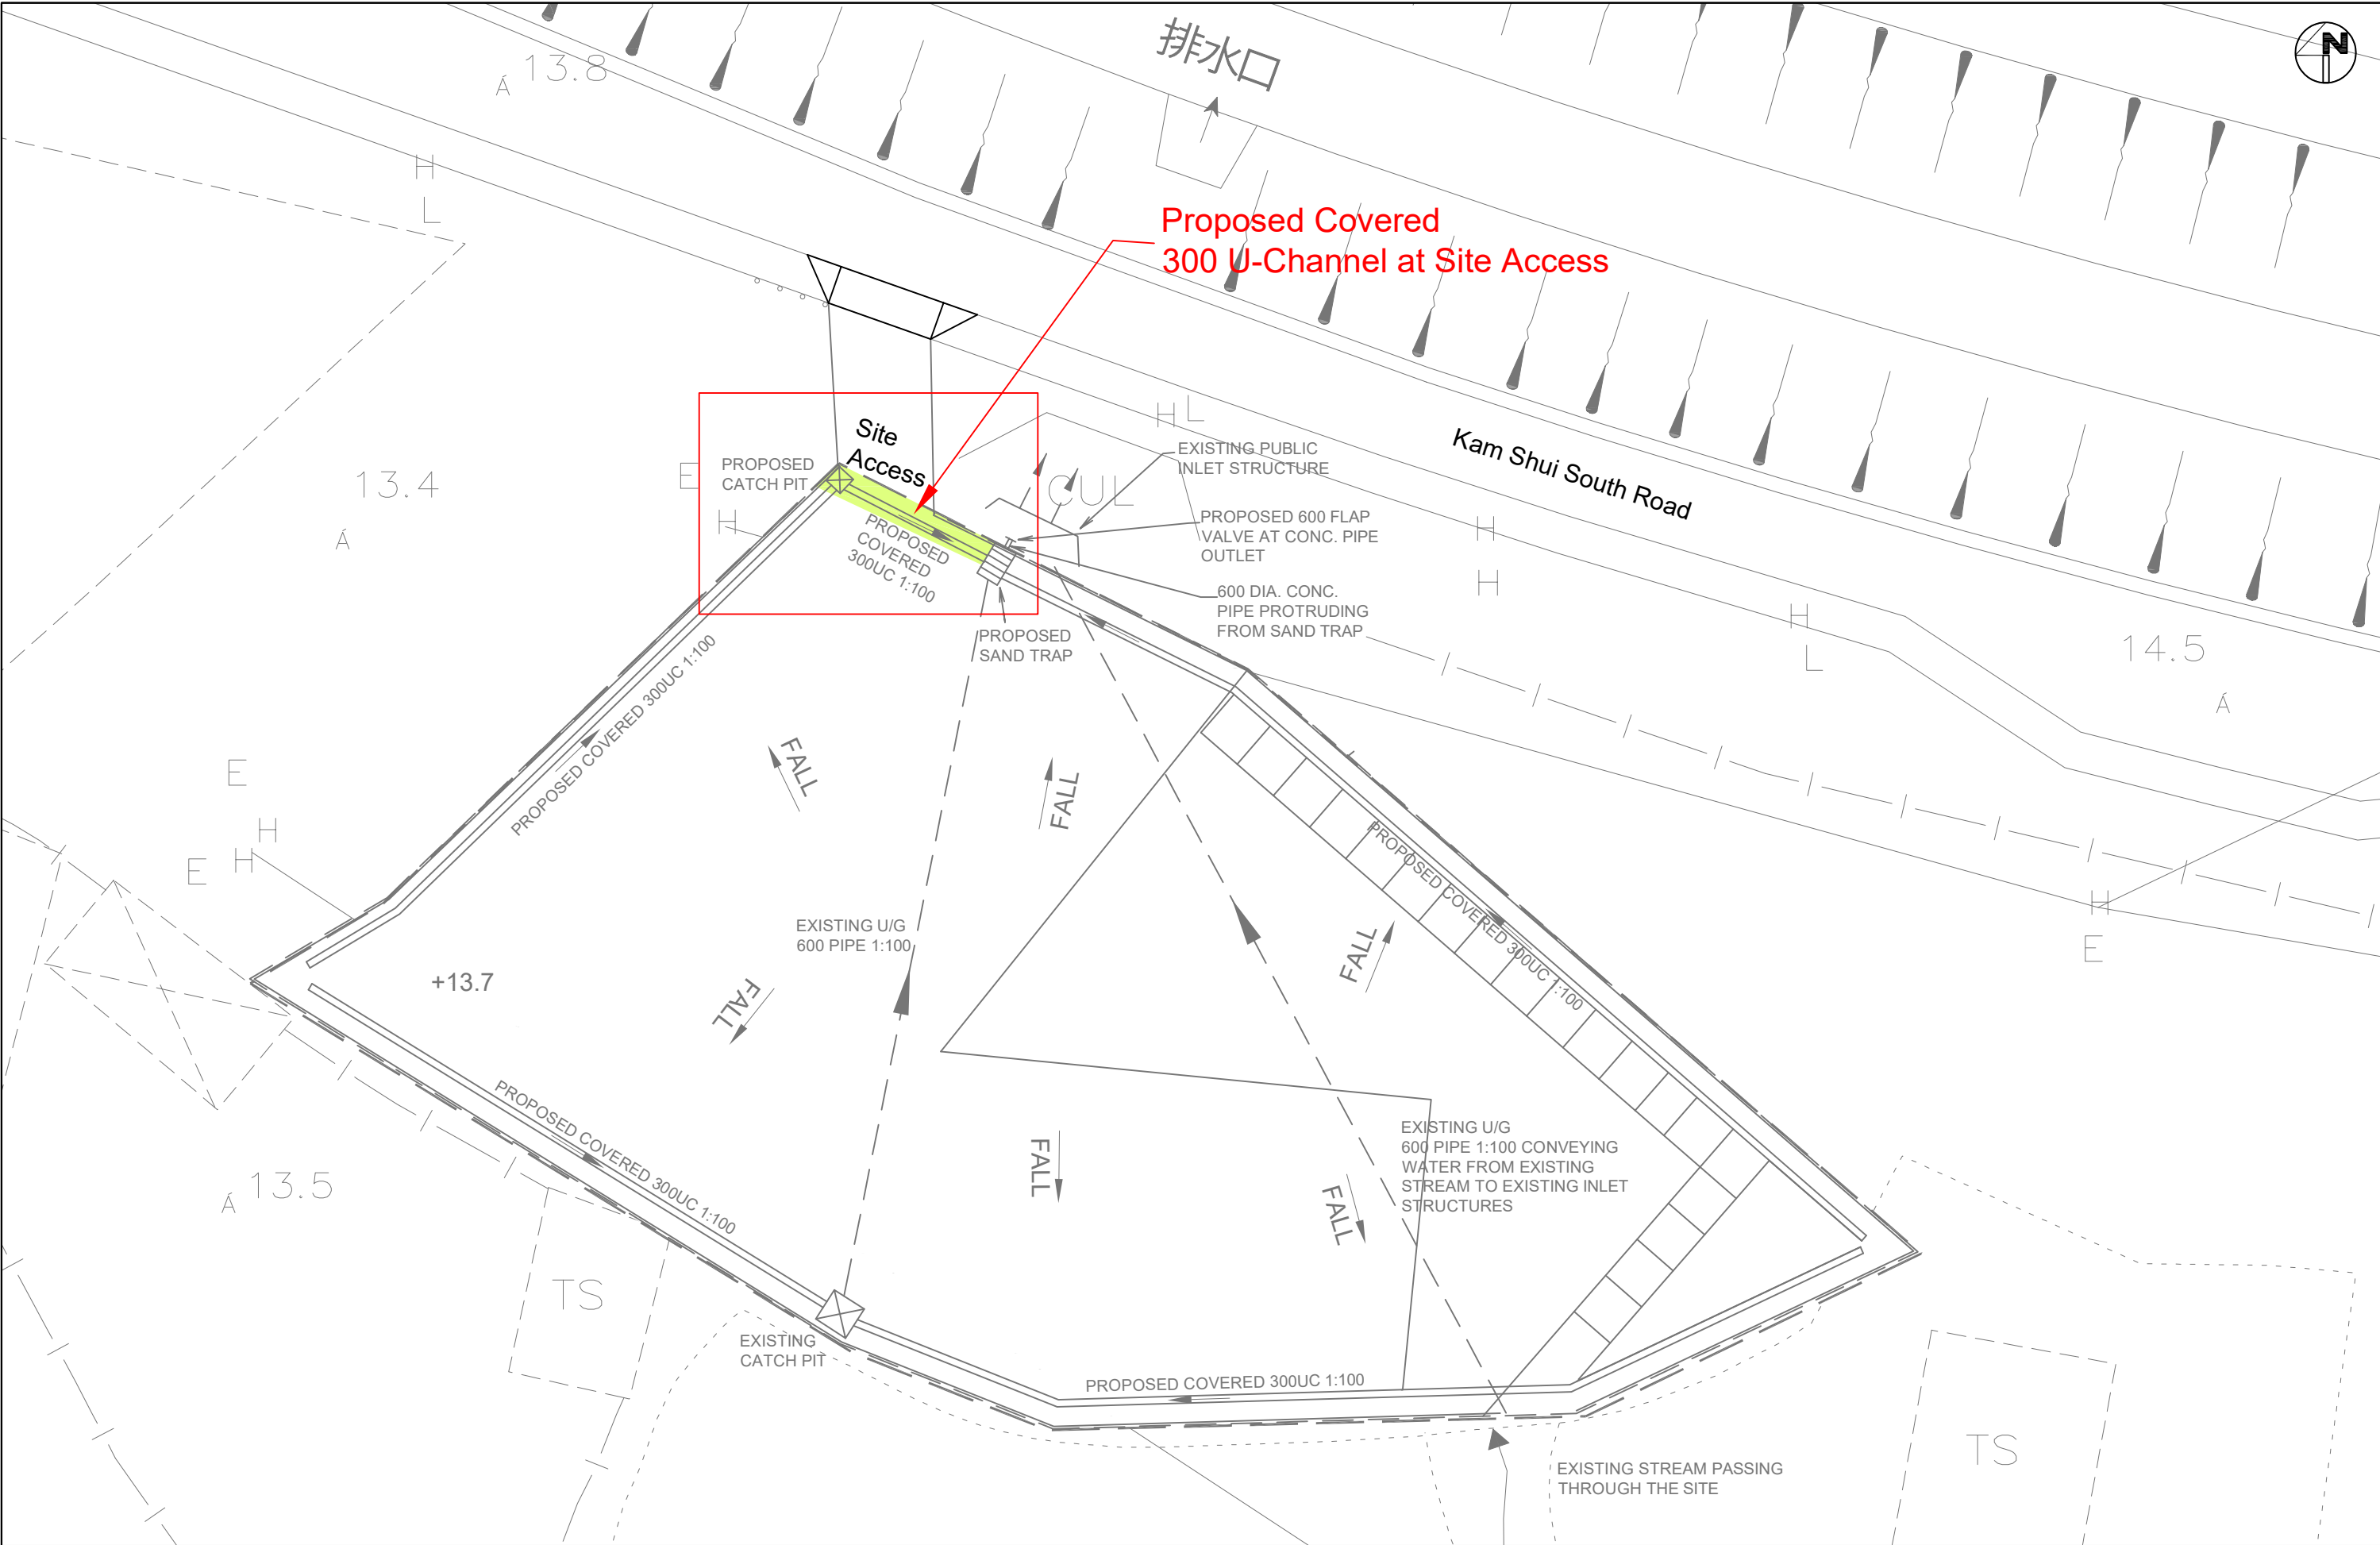 排水口
N
13.8
Á
H
L
Proposed Covered
300 U-Channel at Site Access
Kam Shui South Road
Site
Access
H
L
EXISTING PUBLIC
INLET STRUCTURE
CUL
PROPOSED
CATCH PIT
E
H
13.4
Á
PROPOSED 600 FLAP
VALVE AT CONC. PIPE
OUTLET
PROPOSED
COVERED
300UC 1:100
600 DIA. CONC.
PIPE PROTRUDING
FROM SAND TRAP
PROPOSED
SAND TRAP
H
H
H
L
14.5
Á
PROPOSED COVERED 300UC 1:100
FALL
FALL
E
H
E
H
PROPOSED COVERED 300UC 1:100
H
E
EXISTING U/G
600 PIPE 1:100
FALL
+13.7
FALL
PROPOSED COVERED 300UC 1:100
13.5
Á
FALL
FALL
EXISTING U/G
600 PIPE 1:100 CONVEYING
WATER FROM EXISTING
STREAM TO EXISTING INLET
STRUCTURES
TS
EXISTING
CATCH PIT
PROPOSED COVERED 300UC 1:100
EXISTING STREAM PASSING
THROUGH THE SITE
TS